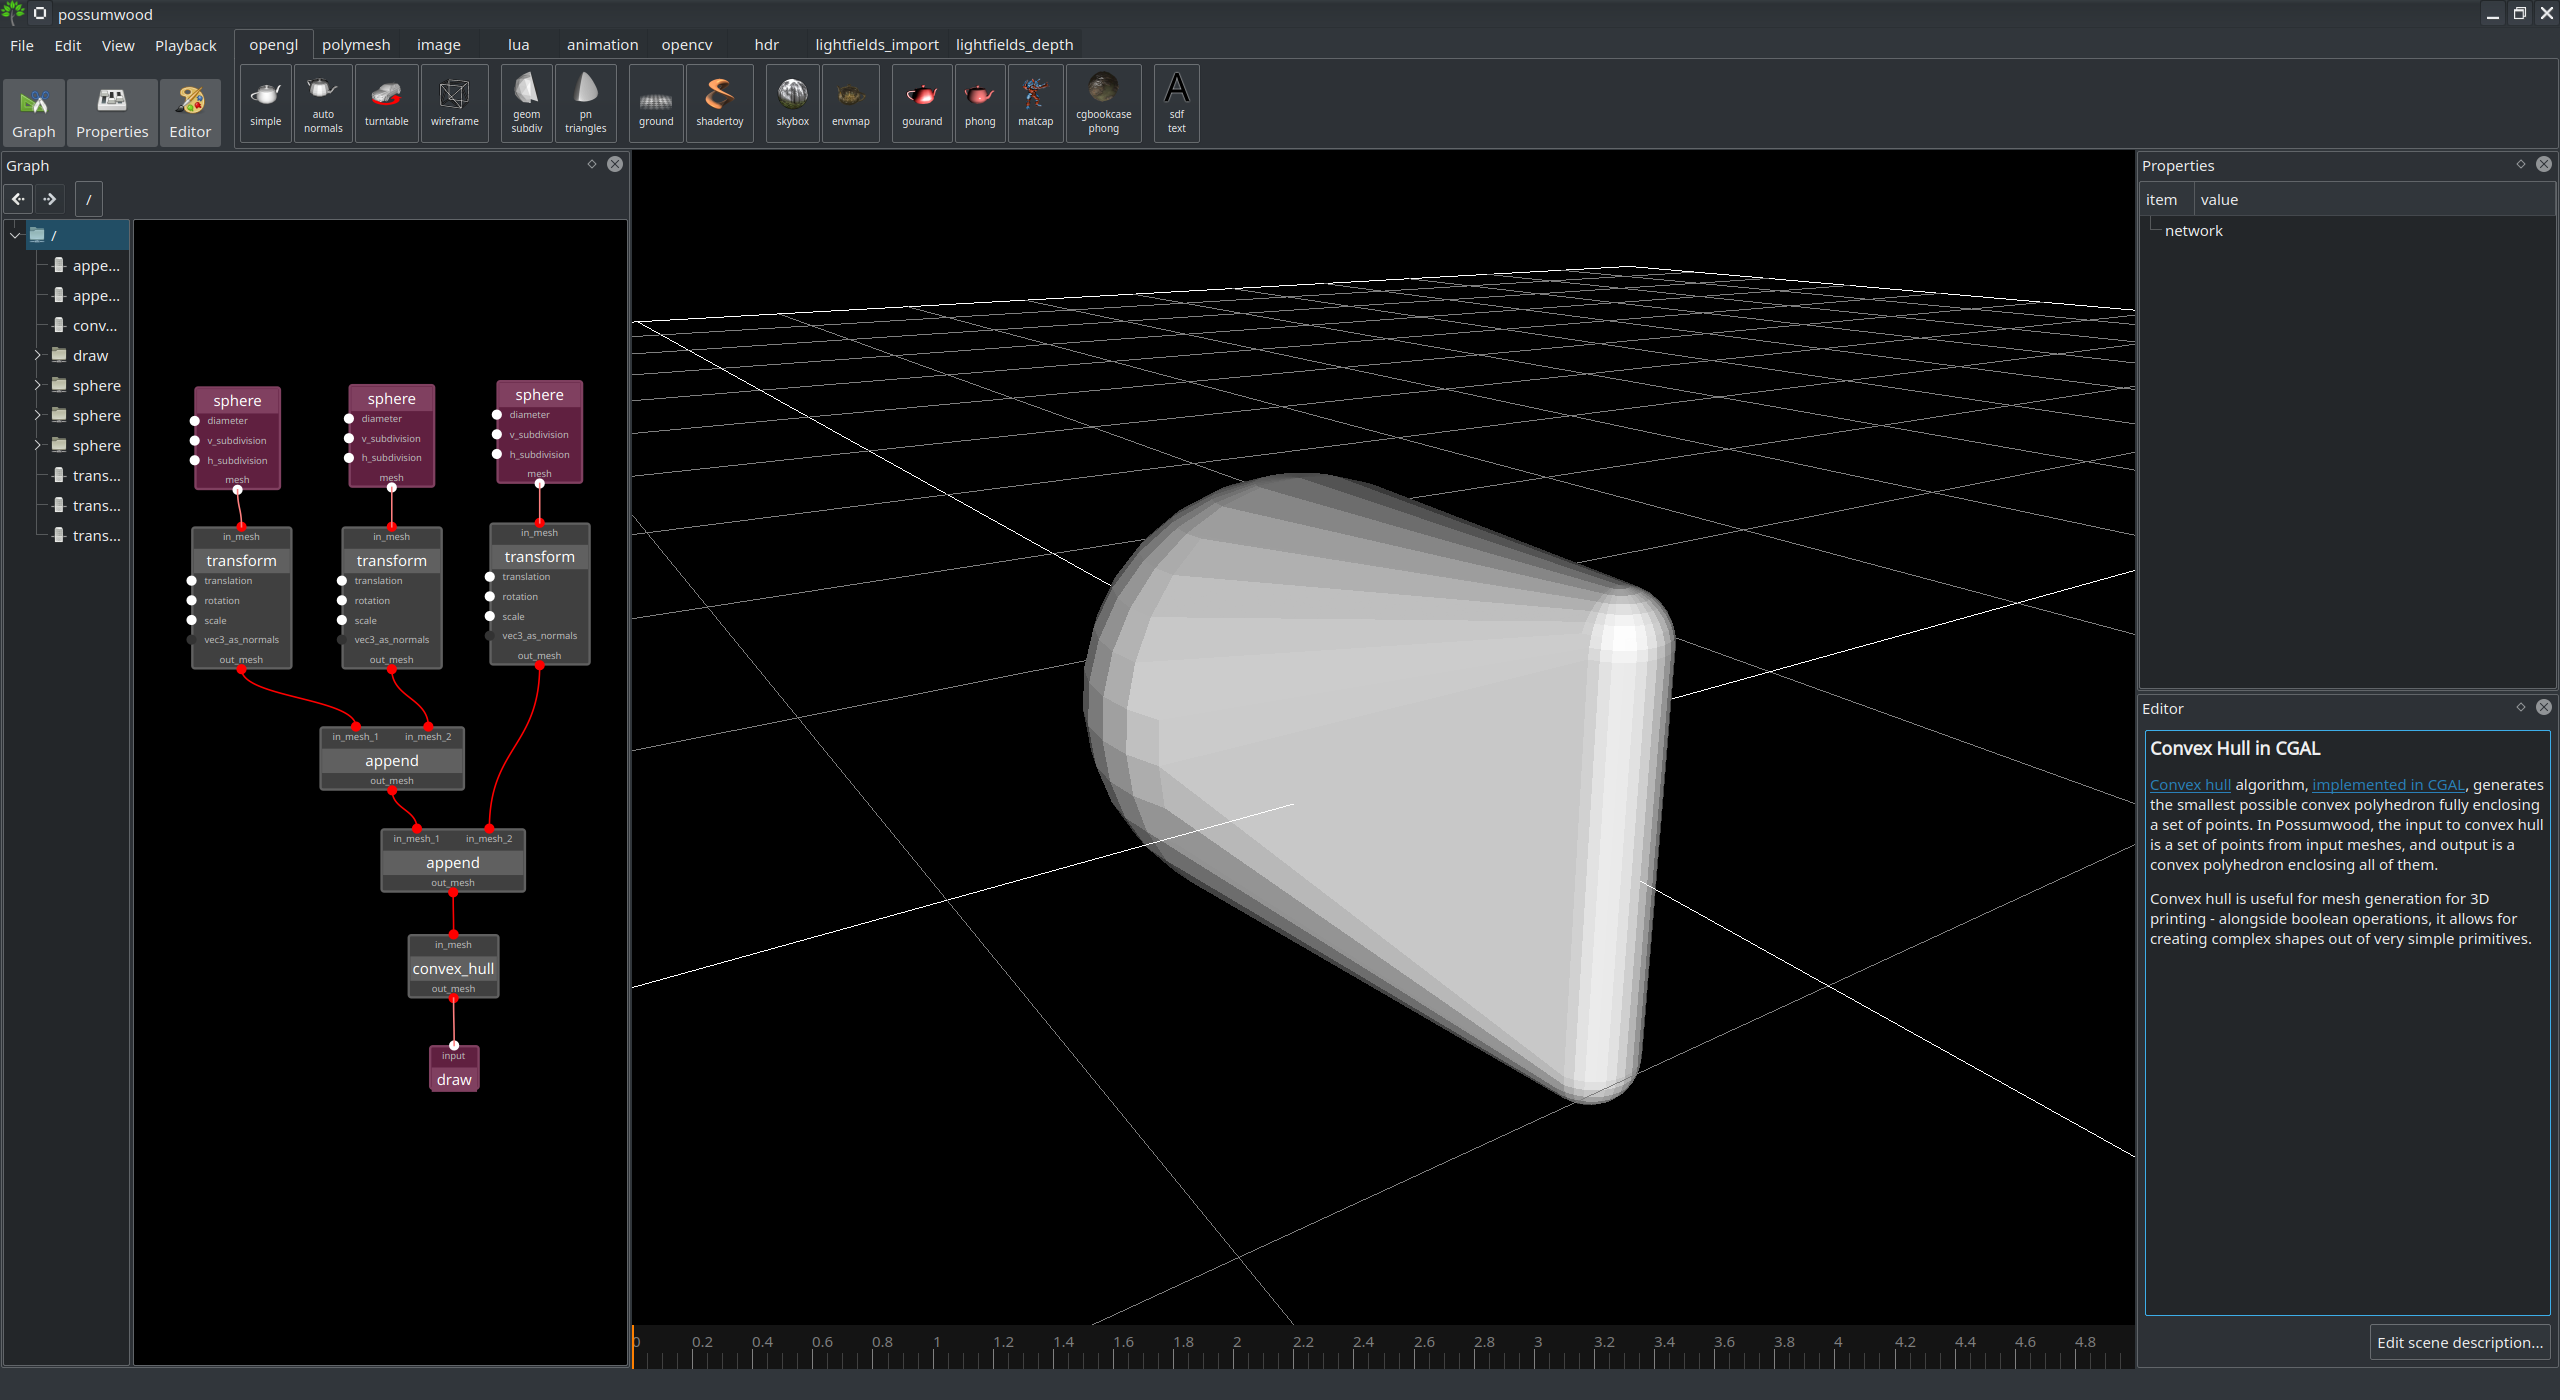 possumwood
File Edit View Playback
opengl polymesh image lua animation opencv hdr lightfields_import lightfields_depth
Graph Properties Editor
simple
auto normals
turntable
wireframe
geom subdiv
pn triangles
ground
shadertoy
skybox
envmap
gourand
phong
matcap
cgbookcase phong
A
sdf text
Graph
/
/
appe...
appe...
conv...
draw
sphere
sphere
sphere
trans...
trans...
trans...
sphere
diameter
v_subdivision
h_subdivision
mesh
sphere
diameter
v_subdivision
h_subdivision
mesh
sphere
diameter
v_subdivision
h_subdivision
mesh
in_mesh
transform
translation
rotation
scale
vec3_as_normals
out_mesh
in_mesh
transform
translation
rotation
scale
vec3_as_normals
out_mesh
in_mesh
transform
translation
rotation
scale
vec3_as_normals
out_mesh
in_mesh_1 in_mesh_2
append
out_mesh
in_mesh_1 in_mesh_2
append
out_mesh
in_mesh
convex_hull
out_mesh
input
draw
0 0.2 0.4 0.6 0.8 1 1.2 1.4 1.6 1.8 2 2.2 2.4 2.6 2.8 3 3.2 3.4 3.6 3.8 4 4.2 4.4 4.6 4.8
Properties
item value
network
Editor
Convex Hull in CGAL
Convex hull algorithm, implemented in CGAL, generates
the smallest possible convex polyhedron fully enclosing
a set of points. In Possumwood, the input to convex hull
is a set of points from input meshes, and output is a
convex polyhedron enclosing all of them.
Convex hull is useful for mesh generation for 3D
printing - alongside boolean operations, it allows for
creating complex shapes out of very simple primitives.
Edit scene description...